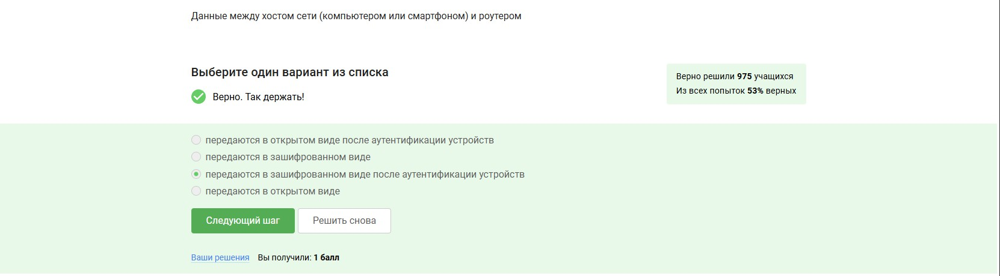 Данные между хостом сети (компьютером или смартфоном) и роутером
Выберите один вариант из списка
Верно. Так держать!
Верно решили 975 учащихся
Из всех попыток 53% верных
передаются в открытом виде после аутентификации устройств
передаются в зашифрованном виде
передаются в зашифрованном виде после аутентификации устройств
передаются в открытом виде
Следующий шаг
Решить снова
Ваши решения Вы получили: 1 балл